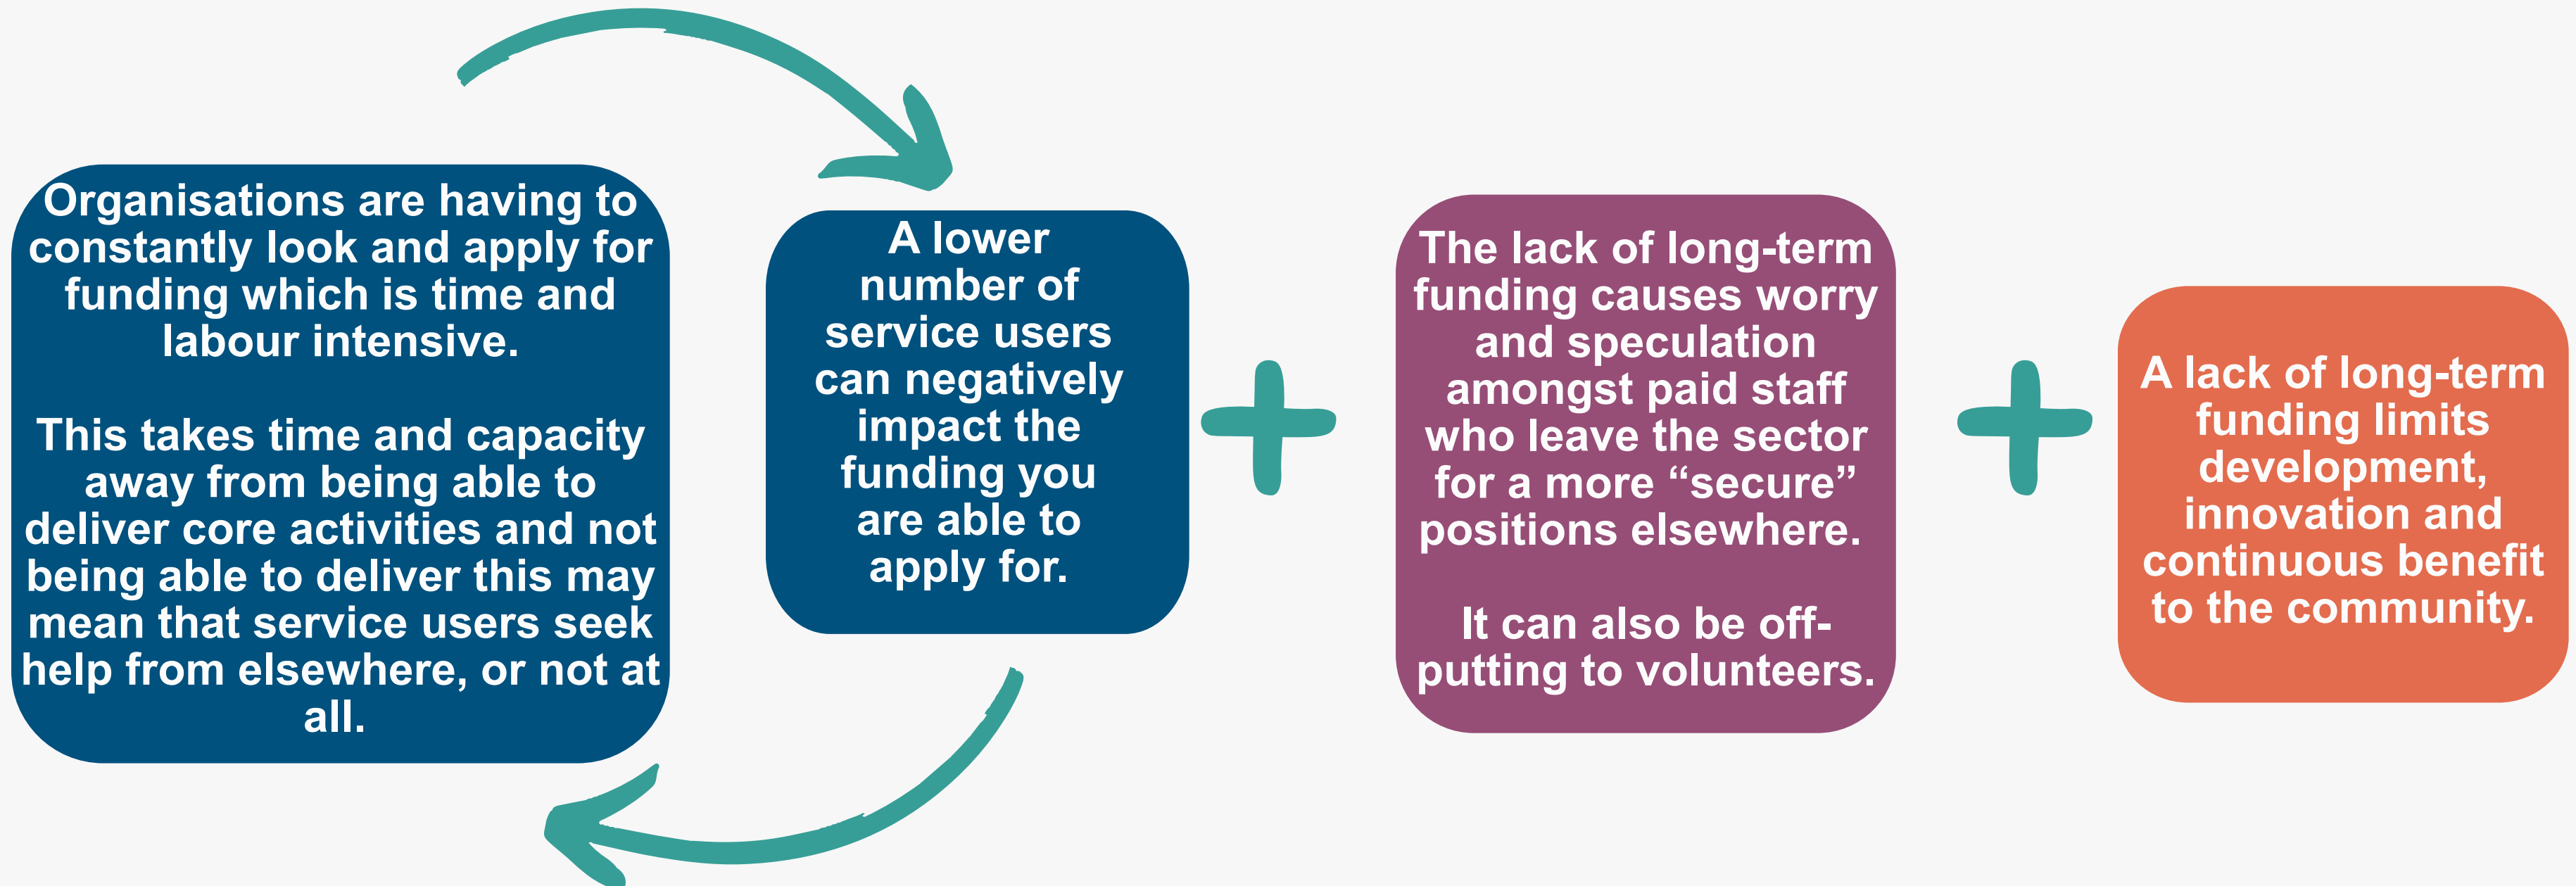 Organisations are having to
constantly look and apply for
funding which is time and
labour intensive.
This takes time and capacity
away from being able to
deliver core activities and not
being able to deliver this may
mean that service users seek
help from elsewhere, or not at
all.
A lower
number of
service users
can negatively
impact the
funding you
are able to
apply for.
The lack of long-term
funding causes worry
and speculation
amongst paid staff
who leave the sector
for a more “secure”
positions elsewhere.
It can also be off-
putting to volunteers.
A lack of long-term
funding limits
development,
innovation and
continuous benefit
to the community.